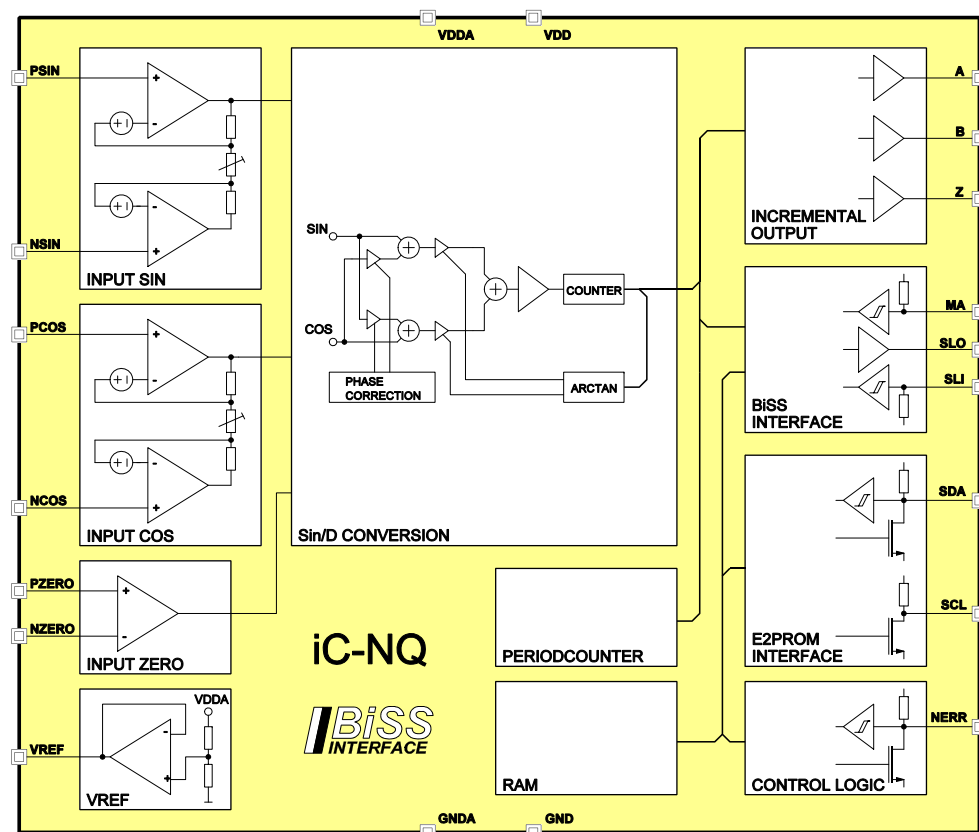 VDDA
VDD
PSIN
NSIN
INPUT SIN
PCOS
NCOS
INPUT COS
PZERO
NZERO
INPUT ZERO
VREF
VDDA
VREF
SIN
COS
PHASE
CORRECTION
COUNTER
ARCTAN
Sin/D CONVERSION
iC-NQ
BiSS
INTERFACE
PERIODCOUNTER
RAM
A
B
Z
INCREMENTAL
OUTPUT
MA
SLO
SLI
BiSS
INTERFACE
SDA
SCL
E2PROM
INTERFACE
NERR
CONTROL LOGIC
GNDA
GND